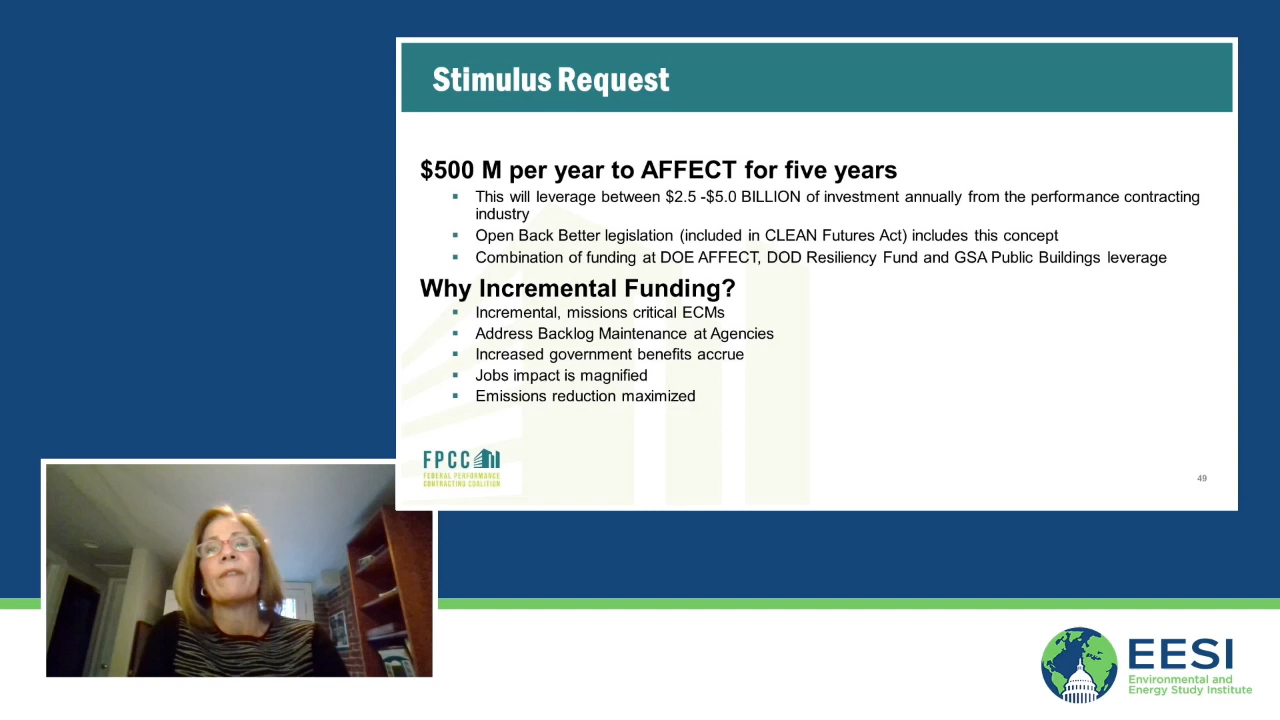 Stimulus Request
$500 M per year to AFFECT for five years
This will leverage between $2.5 -$5.0 BILLION of investment annually from the performance contracting
industry
Open Back Better legislation (included in CLEAN Futures Act) includes this concept
Combination of funding at DOE AFFECT, DOD Resiliency Fund and GSA Public Buildings leverage
Why Incremental Funding?
Incremental, missions critical ECMs
Address Backlog Maintenance at Agencies
Increased government benefits accrue
Jobs impact is magnified
Emissions reduction maximized
FPCC
FEDERAL PERFORMANCE
CONTRACTING COALITION
49
EESI
Environmental and
Energy Study Institute